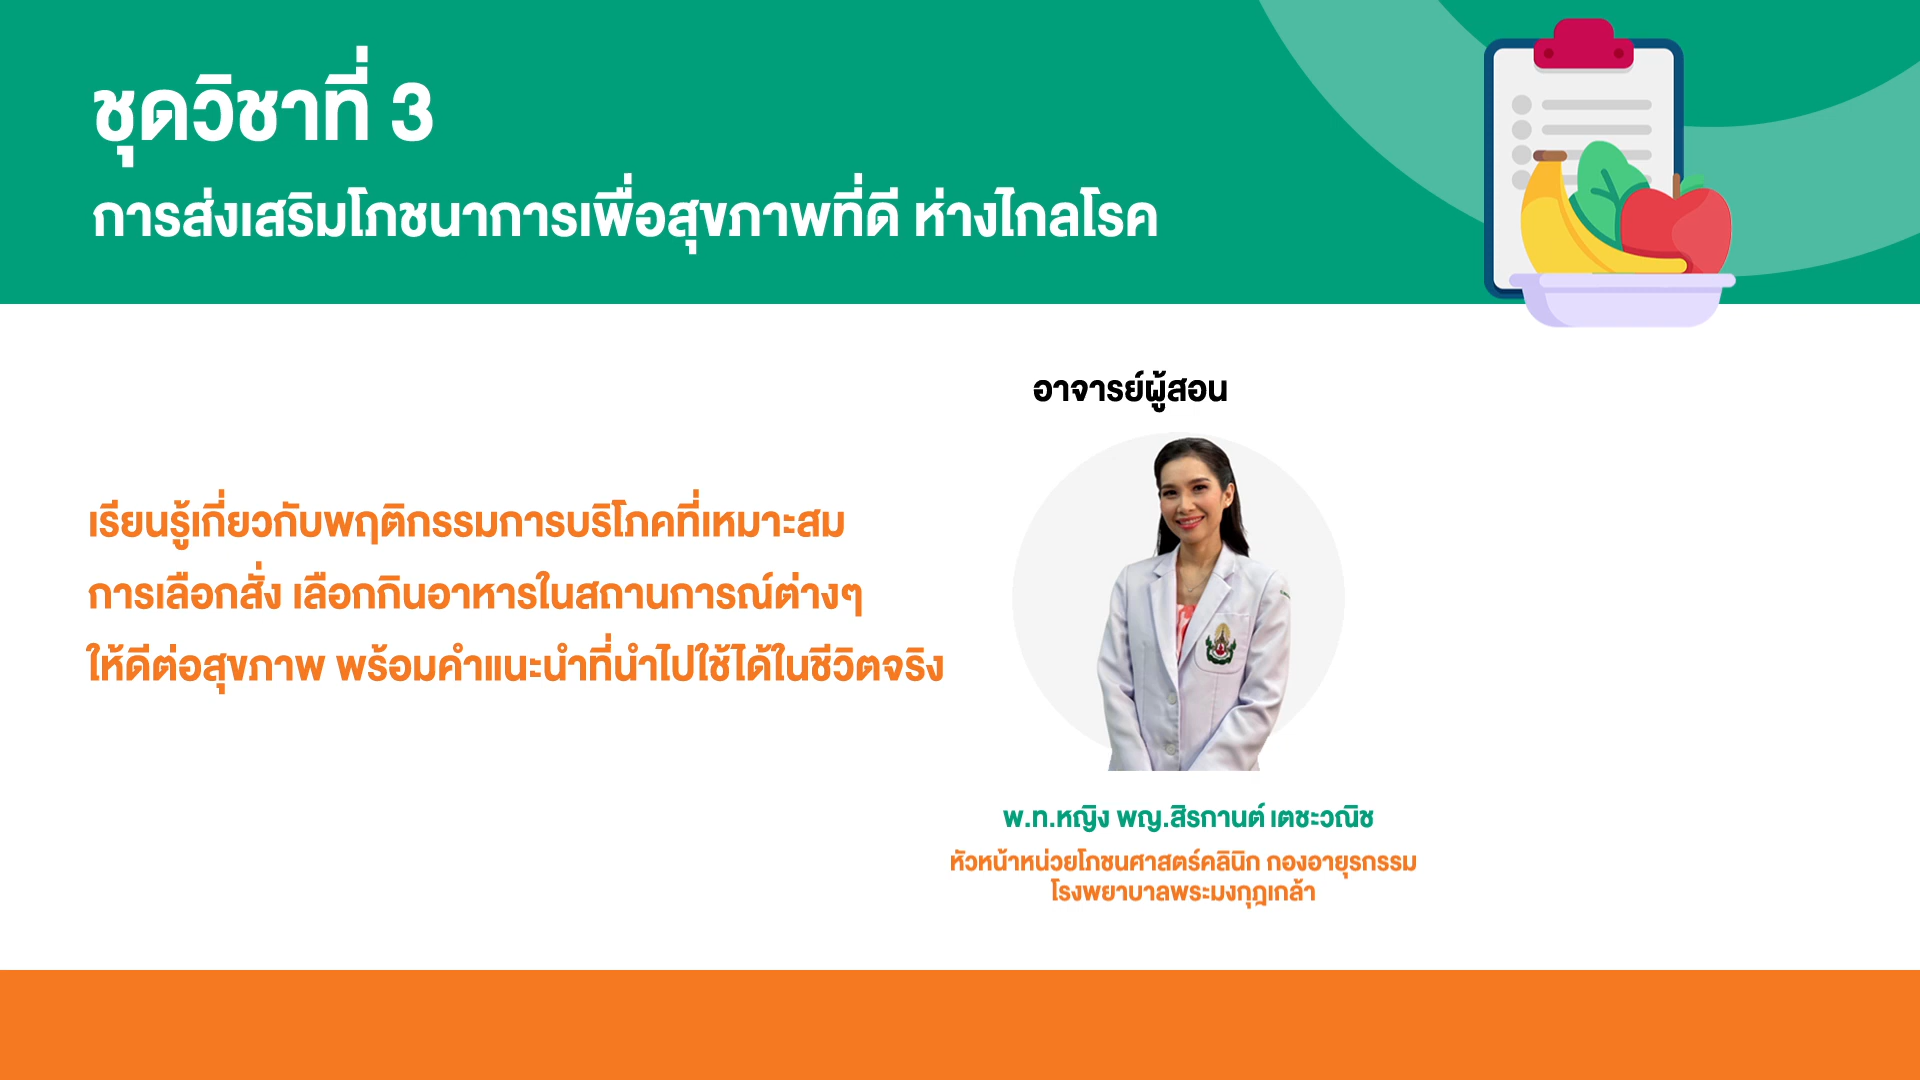 ชุดวิชาที่ 3
การส่งเสริมโภชนาการเพื่อสุขภาพที่ดี ห่างไกลโรค
อาจารย์ผู้สอน
เรียนรู้เกี่ยวกับพฤติกรรมการบริโภคที่เหมาะสม
การเลือกสั่ง เลือกกินอาหารในสถานการณ์ต่างๆ
ให้ดีต่อสุขภาพ พร้อมคำแนะนำที่นำไปใช้ได้ในชีวิตจริง
พ.ท.หญิง พญ.สิรกานต์ เตชะวณิช
หัวหน้าหน่วยโภชนศาสตร์คลินิก กองอายุรกรรม
โรงพยาบาลพระมงกุฎเกล้า